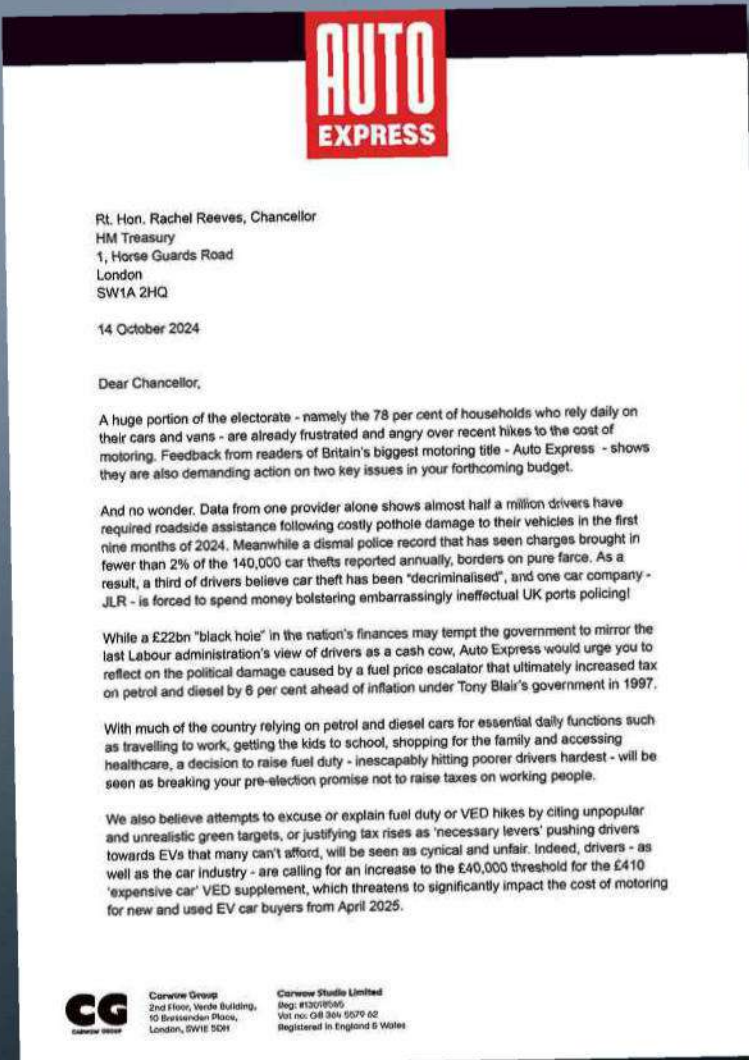 AUTO
EXPRESS
Rt. Hon. Rachel Reeves, Chancellor
HM Treasury
1, Horse Guards Road
London
SW1A 2HQ
14 October 2024
Dear Chancellor,
A huge portion of the electorate - namely the 78 per cent of households who rely daily on
their cars and vans - are already frustrated and angry over recent hikes to the cost of
motoring. Feedback from readers of Britain's biggest motoring title - Auto Express - shows
they are also demanding action on two key issues in your forthcoming budget.
And no wonder. Data from one provider alone shows almost half a million drivers have
required roadside assistance following costly pothole damage to their vehicles in the first
nine months of 2024. Meanwhile a dismal police record that has seen charges brought in
fewer than 2% of the 140,000 car thefts reported annually, borders on pure farce. As a
result, a third of drivers believe car theft has been "decriminalised", and one car company -
JLR - is forced to spend money bolstering embarrassingly ineffectual UK ports policing!
While a £22bn "black hole" in the nation's finances may tempt the government to mirror the
last Labour administration's view of drivers as a cash cow, Auto Express would urge you to
reflect on the political damage caused by a fuel price escalator that ultimately increased tax
on petrol and diesel by 6 per cent ahead of inflation under Tony Blair's government in 1997.
With much of the country relying on petrol and diesel cars for essential daily functions such
as travelling to work, getting the kids to school, shopping for the family and accessing
healthcare, a decision to raise fuel duty - inescapably hitting poorer drivers hardest - will be
seen as breaking your pre-election promise not to raise taxes on working people.
We also believe attempts to excuse or explain fuel duty or VED hikes by citing unpopular
and unrealistic green targets, or justifying tax rises as 'necessary levers' pushing drivers
towards EVs that many can't afford, will be seen as cynical and unfair. Indeed, drivers - as
well as the car industry - are calling for an increase to the £40,000 threshold for the £410
'expensive car' VED supplement, which threatens to significantly impact the cost of motoring
for new and used EV car buyers from April 2025.
CG
CARWOW GROUP
Carwow Group
2nd Floor, Verde Building,
10 Bressenden Place,
London, SW1E 5DH
Carwow Studio Limited
Reg:
Vat no: GB 364 5579 62
Registered in England & Wales